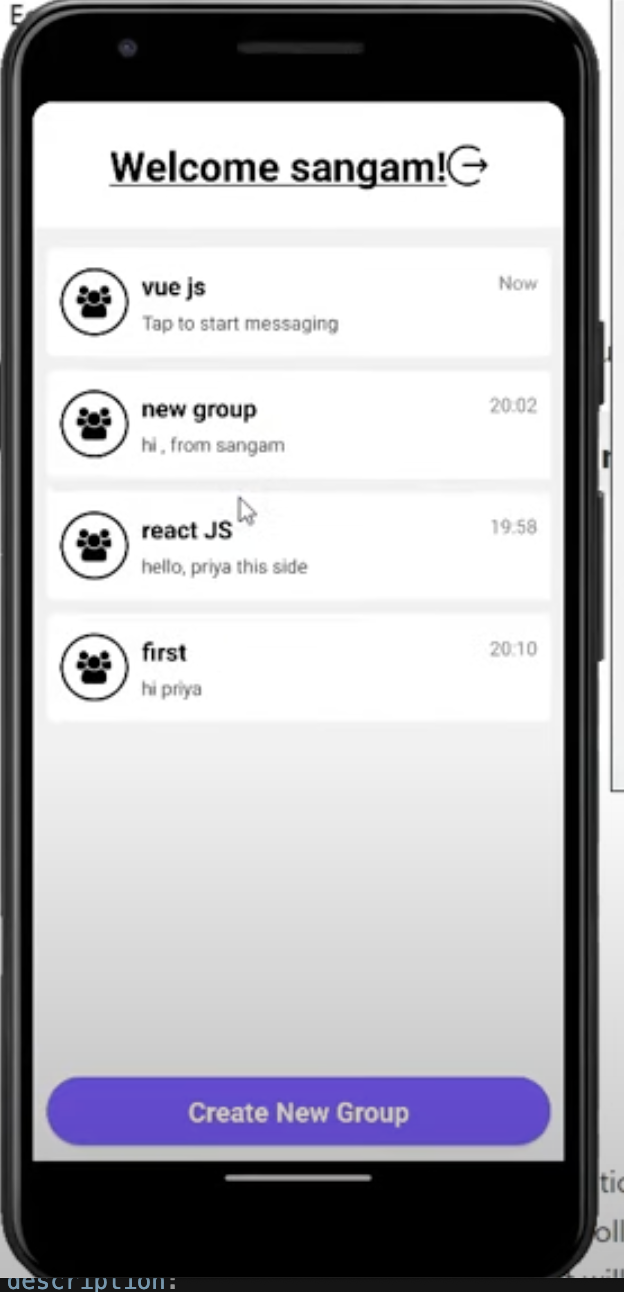 Welcome sangam!
vue js
Now
Tap to start messaging
new group
20:02
hi , from sangam
react JS
19:58
hello, priya this side
first
20:10
hi priya
Create New Group
description: